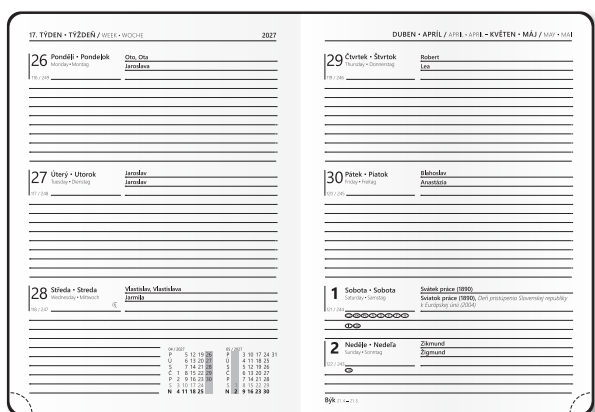 17. TÝDEN • TÝŽDEŇ / WEEK • WOCHE
2027
26 Pondělí • Pondelok
Monday • Montag
Oto, Ota
Jaroslava
116 / 249
27 Úterý • Utorok
Tuesday • Dienstag
Jaroslav
Jaroslav
117 / 248
28 Středa • Streda
Wednesday • Mittwoch
Vlastislav, Vlastislava
Jarmila
118 / 247
04 / 2027
P 5 12 19 26
Ú 6 13 20 27
S 7 14 21 28
Č 1 8 15 22 29
P 2 9 16 23 30
S 3 10 17 24
N 4 11 18 25
05 / 2027
P 3 10 17 24 31
Ú 4 11 18 25
S 5 12 19 26
Č 6 13 20 27
P 7 14 21 28
S 1 8 15 22 29
N 2 9 16 23 30
DUBEN • APRÍL / APRIL • APRIL – KVĚTEN • MÁJ / MAY • MAI
29 Čtvrtek • Štvrtok
Thursday • Donnerstag
Robert
Lea
119 / 246
30 Pátek • Piatok
Friday • Freitag
Blahoslav
Anastázia
120 / 245
1 Sobota • Sobota
Saturday • Samstag
Svátek práce (1890)
Sviatok práce (1890), Deň pristúpenia Slovenskej republiky
k Európskej únii (2004)
121 / 244
2 Neděle • Nedeľa
Sunday • Sonntag
Zikmund
Žigmund
122 / 243
Býk 21.4. – 21.5.